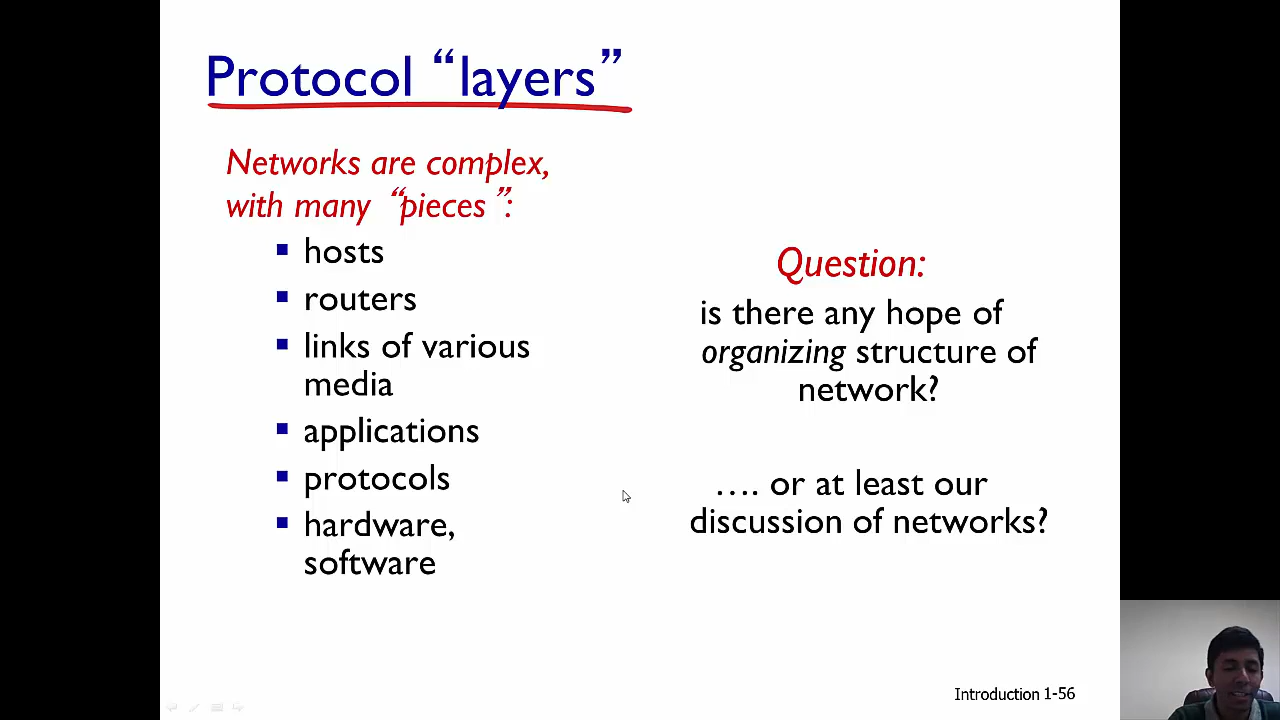 Protocol “layers”
Networks are complex,
with many “pieces”:
▪ hosts
▪ routers
▪ links of various
media
▪ applications
▪ protocols
▪ hardware,
software
Question:
is there any hope of
organizing structure of
network?
…. or at least our
discussion of networks?
Introduction 1-56